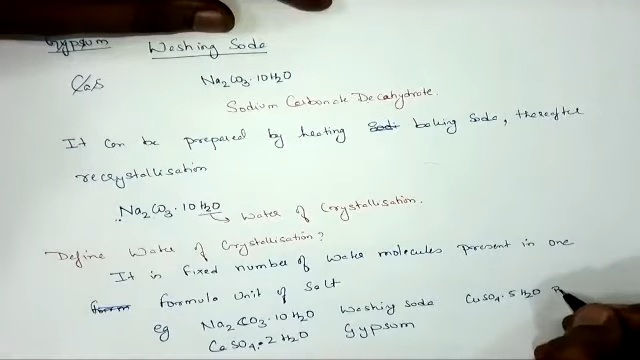 Gypsum Washing Soda
CaS Na2CO3.10H2O
Sodium Carbonate Decahydrate.
It can be prepared by heating Sodi baking Soda, thereafter
recrystallisation
Na2CO3.10H2O → Water of Crystallisation.
Define Water of Crystallisation?
It is fixed number of water molecules present in one
form formula unit of Salt
eg Na2CO3.10H2O Washing soda CuSO4.5H2O
CaSO4.2H2O Gypsum